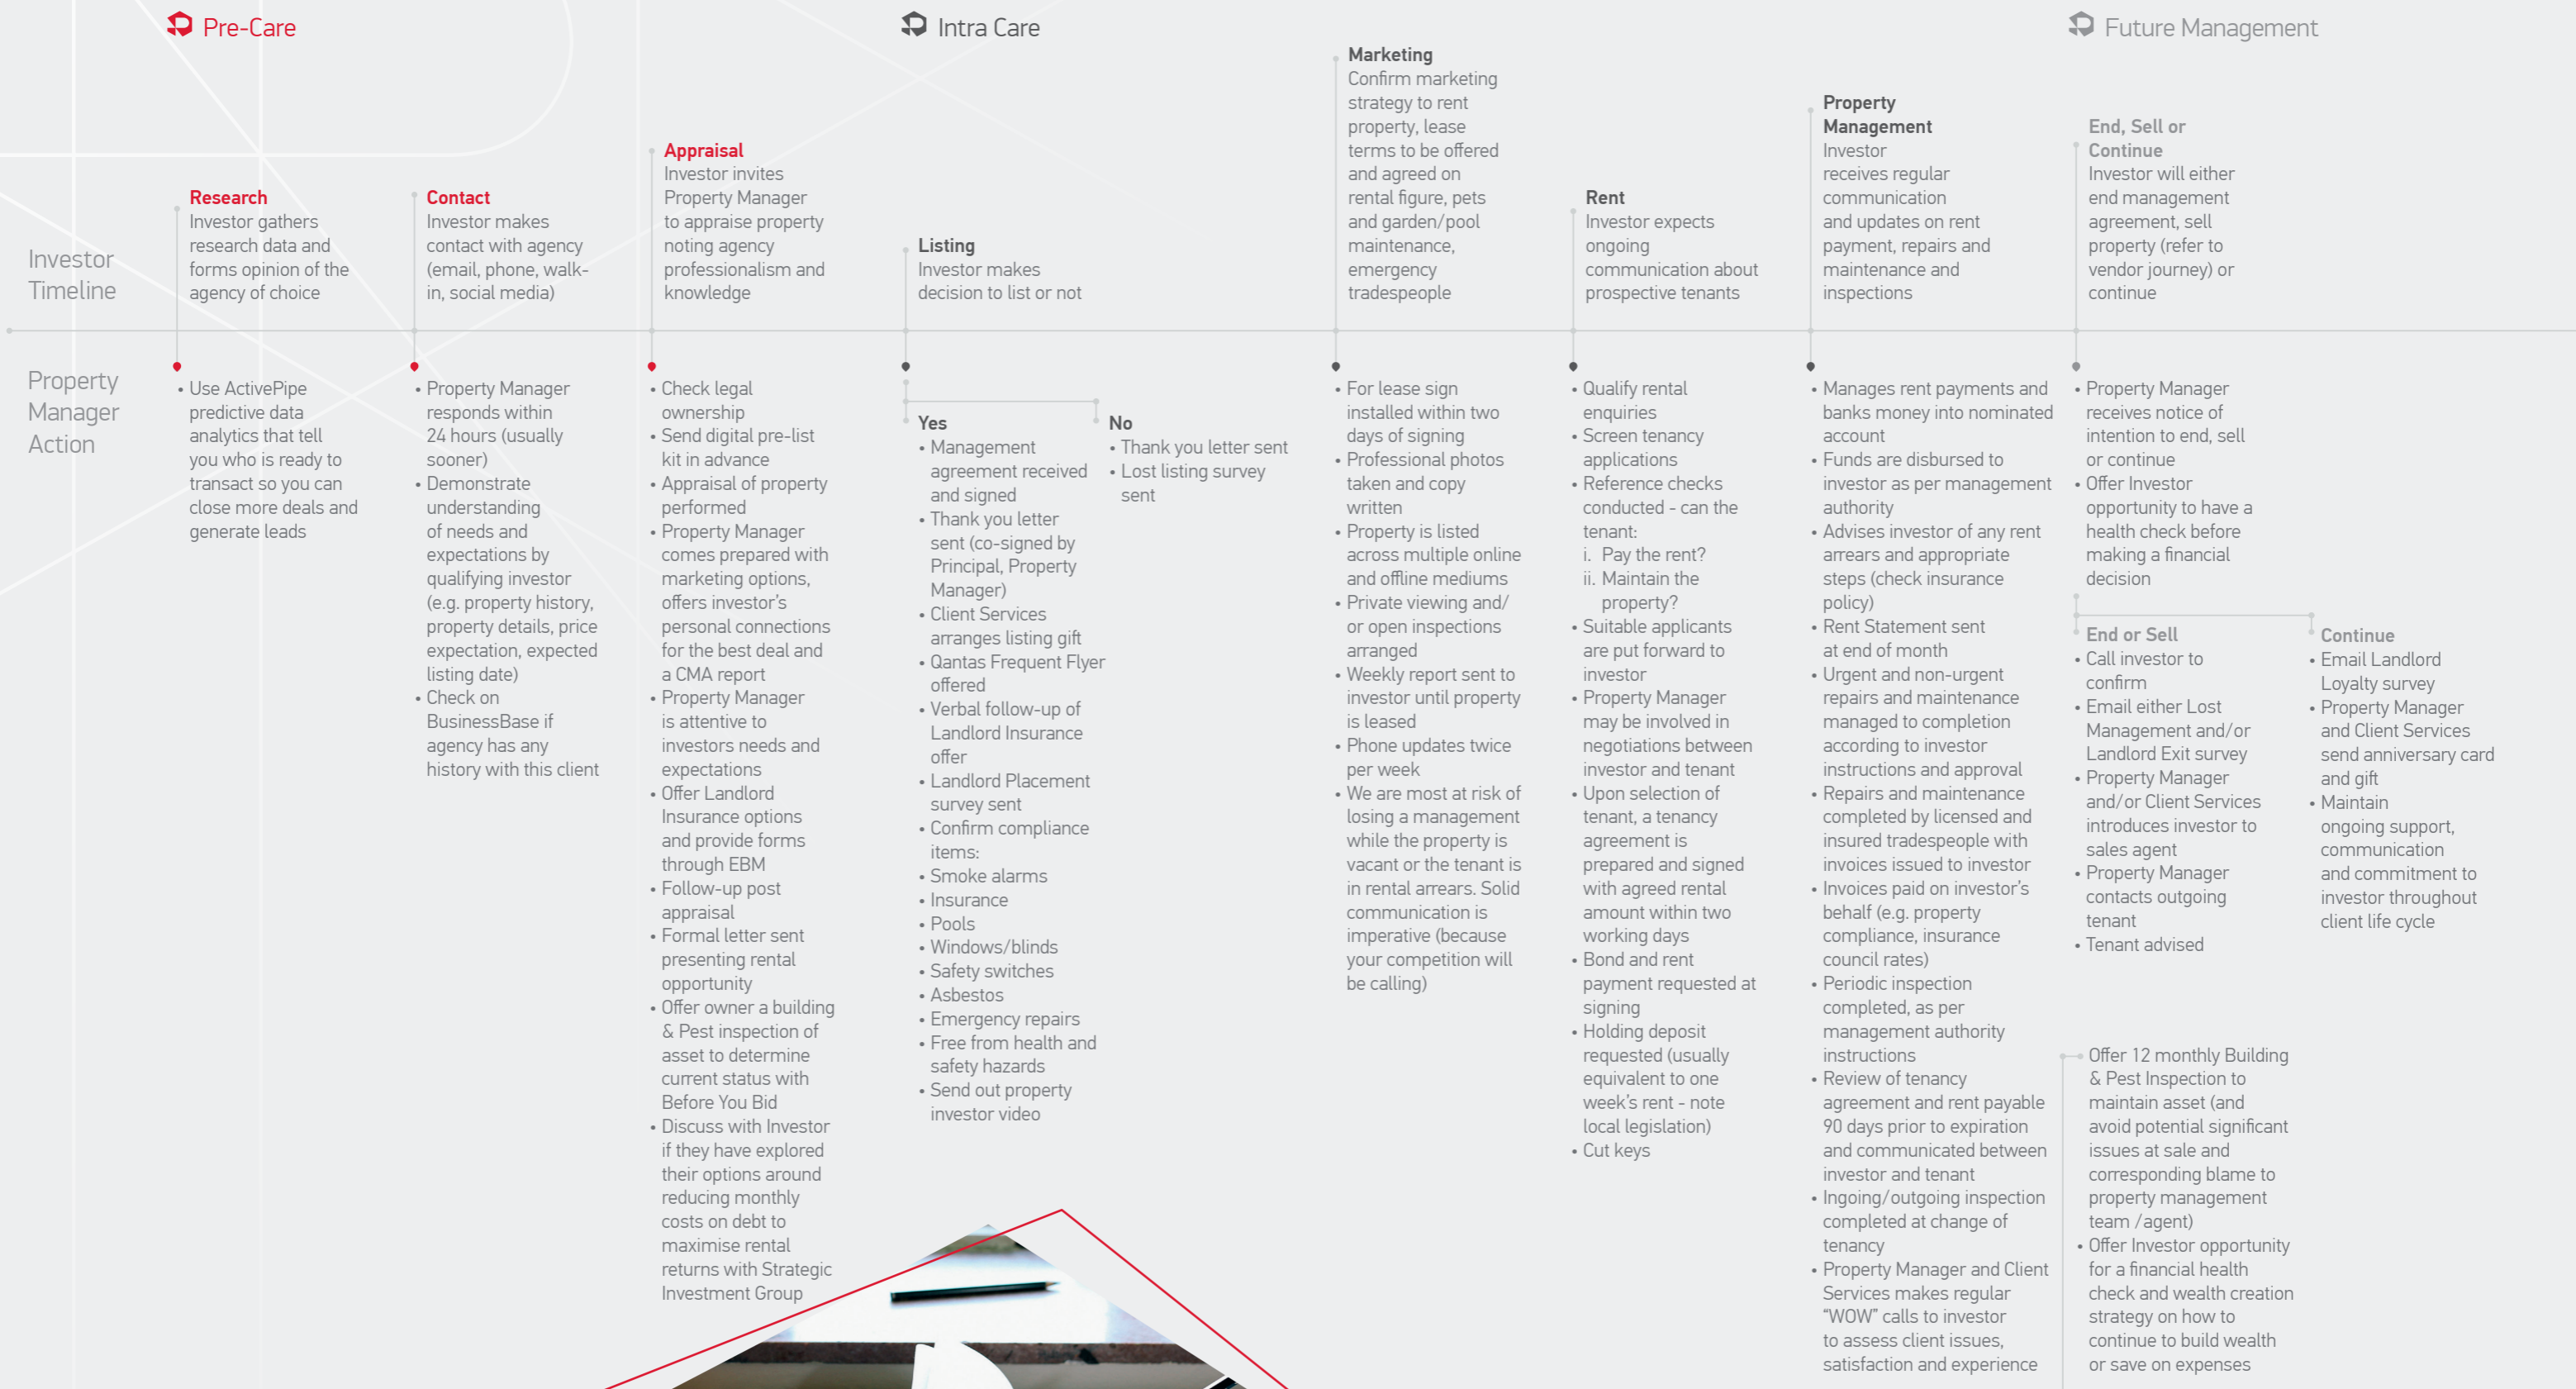 Pre-Care
Intra Care
Future Management
Investor
Timeline
Research
Investor gathers
research data and
forms opinion of the
agency of choice
Contact
Investor makes
contact with agency
(email, phone, walk-
in, social media)
Appraisal
Investor invites
Property Manager
to appraise property
noting agency
professionalism and
knowledge
Listing
Investor makes
decision to list or not
Marketing
Confirm marketing
strategy to rent
property, lease
terms to be offered
and agreed on
rental figure, pets
and garden/pool
maintenance,
emergency
tradespeople
Rent
Investor expects
ongoing
communication about
prospective tenants
Property
Management
Investor
receives regular
communication
and updates on rent
payment, repairs and
maintenance and
inspections
End, Sell or
Continue
Investor will either
end management
agreement, sell
property (refer to
vendor journey) or
continue
Property
Manager
Action
• Use ActivePipe
predictive data
analytics that tell
you who is ready to
transact so you can
close more deals and
generate leads
• Property Manager
responds within
24 hours (usually
sooner)
• Demonstrate
understanding
of needs and
expectations by
qualifying investor
(e.g. property history,
property details, price
expectation, expected
listing date)
• Check on
BusinessBase if
agency has any
history with this client
• Check legal
ownership
• Send digital pre-list
kit in advance
• Appraisal of property
performed
• Property Manager
comes prepared with
marketing options,
offers investor's
personal connections
for the best deal and
a CMA report
• Property Manager
is attentive to
investors needs and
expectations
• Offer Landlord
Insurance options
and provide forms
through EBM
• Follow-up post
appraisal
• Formal letter sent
presenting rental
opportunity
• Offer owner a building
& Pest inspection of
asset to determine
current status with
Before You Bid
• Discuss with Investor
if they have explored
their options around
reducing monthly
costs on debt to
maximise rental
returns with Strategic
Investment Group
Yes
• Management
agreement received
and signed
• Thank you letter
sent (co-signed by
Principal, Property
Manager)
• Client Services
arranges listing gift
• Qantas Frequent Flyer
offered
• Verbal follow-up of
Landlord Insurance
offer
• Landlord Placement
survey sent
• Confirm compliance
items:
• Smoke alarms
• Insurance
• Pools
• Windows/blinds
• Safety switches
• Asbestos
• Emergency repairs
• Free from health and
safety hazards
• Send out property
investor video
No
• Thank you letter sent
• Lost listing survey
sent
• For lease sign
installed within two
days of signing
• Professional photos
taken and copy
written
• Property is listed
across multiple online
and offline mediums
• Private viewing and/
or open inspections
arranged
• Weekly report sent to
investor until property
is leased
• Phone updates twice
per week
• We are most at risk of
losing a management
while the property is
vacant or the tenant is
in rental arrears. Solid
communication is
imperative (because
your competition will
be calling)
• Qualify rental
enquiries
• Screen tenancy
applications
• Reference checks
conducted - can the
tenant:
i. Pay the rent?
ii. Maintain the
property?
• Suitable applicants
are put forward to
investor
• Property Manager
may be involved in
negotiations between
investor and tenant
• Upon selection of
tenant, a tenancy
agreement is
prepared and signed
with agreed rental
amount within two
working days
• Bond and rent
payment requested at
signing
• Holding deposit
requested (usually
equivalent to one
week's rent - note
local legislation)
• Cut keys
• Manages rent payments and
banks money into nominated
account
• Funds are disbursed to
investor as per management
authority
• Advises investor of any rent
arrears and appropriate
steps (check insurance
policy)
• Rent Statement sent
at end of month
• Urgent and non-urgent
repairs and maintenance
managed to completion
according to investor
instructions and approval
• Repairs and maintenance
completed by licensed and
insured tradespeople with
invoices issued to investor
• Invoices paid on investor's
behalf (e.g. property
compliance, insurance
council rates)
• Periodic inspection
completed, as per
management authority
instructions
• Review of tenancy
agreement and rent payable
90 days prior to expiration
and communicated between
investor and tenant
• Ingoing/outgoing inspection
completed at change of
tenancy
• Property Manager and Client
Services makes regular
“WOW” calls to investor
to assess client issues,
satisfaction and experience
• Property Manager
receives notice of
intention to end, sell
or continue
• Offer Investor
opportunity to have a
health check before
making a financial
decision
End or Sell
• Call investor to
confirm
• Email either Lost
Management and/or
Landlord Exit survey
• Property Manager
and/or Client Services
introduces investor to
sales agent
• Property Manager
contacts outgoing
tenant
• Tenant advised
Continue
• Email Landlord
Loyalty survey
• Property Manager
and Client Services
send anniversary card
and gift
• Maintain
ongoing support,
communication
and commitment to
investor throughout
client life cycle
Offer 12 monthly Building
& Pest Inspection to
maintain asset (and
avoid potential significant
issues at sale and
corresponding blame to
property management
team /agent)
• Offer Investor opportunity
for a financial health
check and wealth creation
strategy on how to
continue to build wealth
or save on expenses